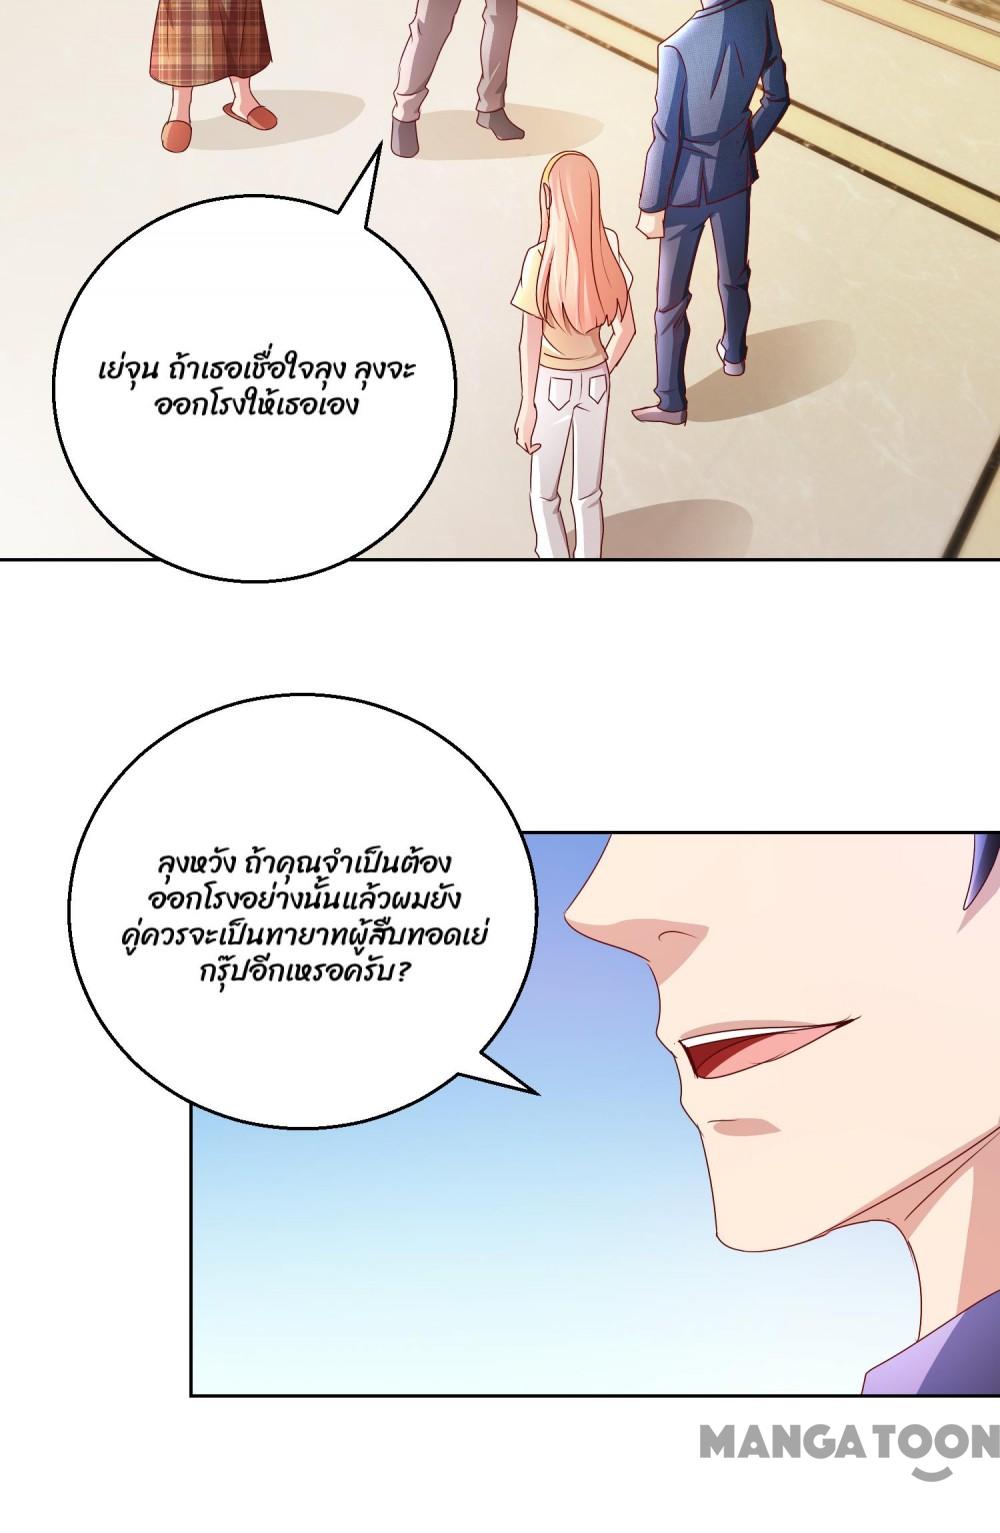 เย่จุน ถ้าเธอเชื่อใจลุง ลุงจะ
ออกโรงให้เธอเอง
ลุงหวัง ถ้าคุณจำเป็นต้อง
ออกโรงอย่างนั้นแล้วผมยัง
คู่ควรจะเป็นทายาทผู้สืบทอดเย่
กรุ๊ปอีกเหรอครับ?
MANGATOON